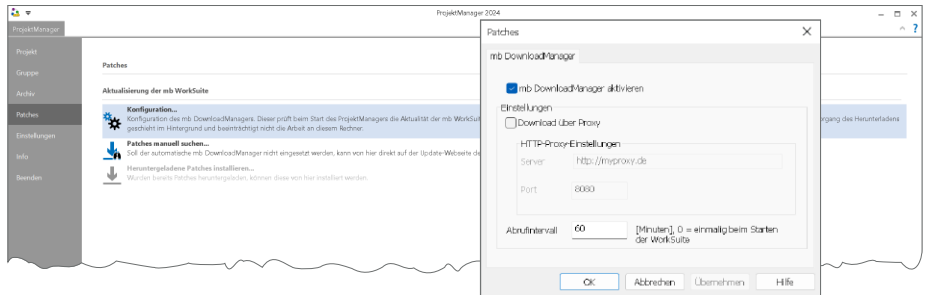 ProjektManager 2024
ProjektManager
Projekt
Gruppe
Archiv
Patches
Einstellungen
Info
Beenden
Patches
Aktualisierung der mb WorkSuite
Konfiguration...
Konfiguration des mb DownloadManagers. Dieser prüft beim Start des ProjektManagers die Aktualität der mb WorkSui
organg des Herunterladens
geschieht im Hintergrund und beeinträchtigt nicht die Arbeit an diesem Rechner.
Patches manuell suchen...
Soll der automatische mb DownloadManager nicht eingesetzt werden, kann von hier direkt auf der Update-Webseite de
Heruntergeladene Patches installieren...
Wurden bereits Patches heruntergeladen, können diese von hier installiert werden.
Patches
mb DownloadManager
mb DownloadManager aktivieren
Einstellungen
Download über Proxy
HTTP-Proxy-Einstellungen
Server
http://myproxy.de
Port
8080
Abrufintervall
60
[Minuten], 0 = einmalig beim Starten
der WorkSuite
OK
Abbrechen
Übernehmen
Hilfe